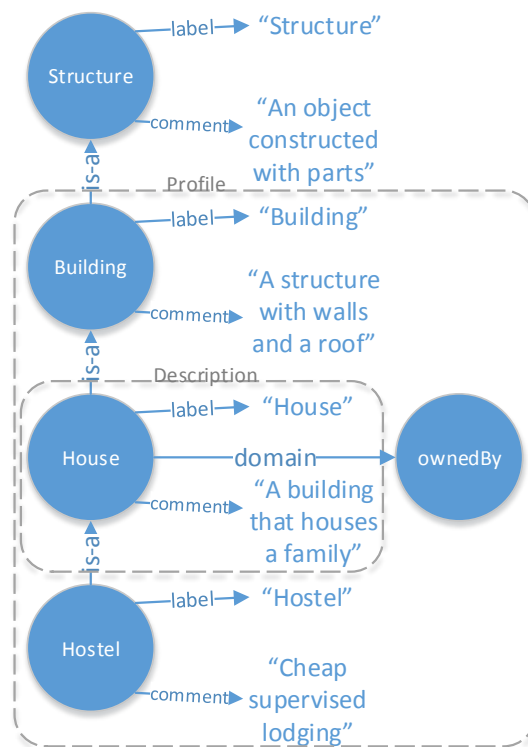 label “Structure”
Structure
comment “An object
constructed
with parts”
is-a
Profile
label “Building”
Building
comment “A structure
with walls
and a roof”
is-a
Description
label “House”
House domain ownedBy
comment “A building
that houses
a family”
is-a
label “Hostel”
Hostel
“Cheap
comment supervised
lodging”